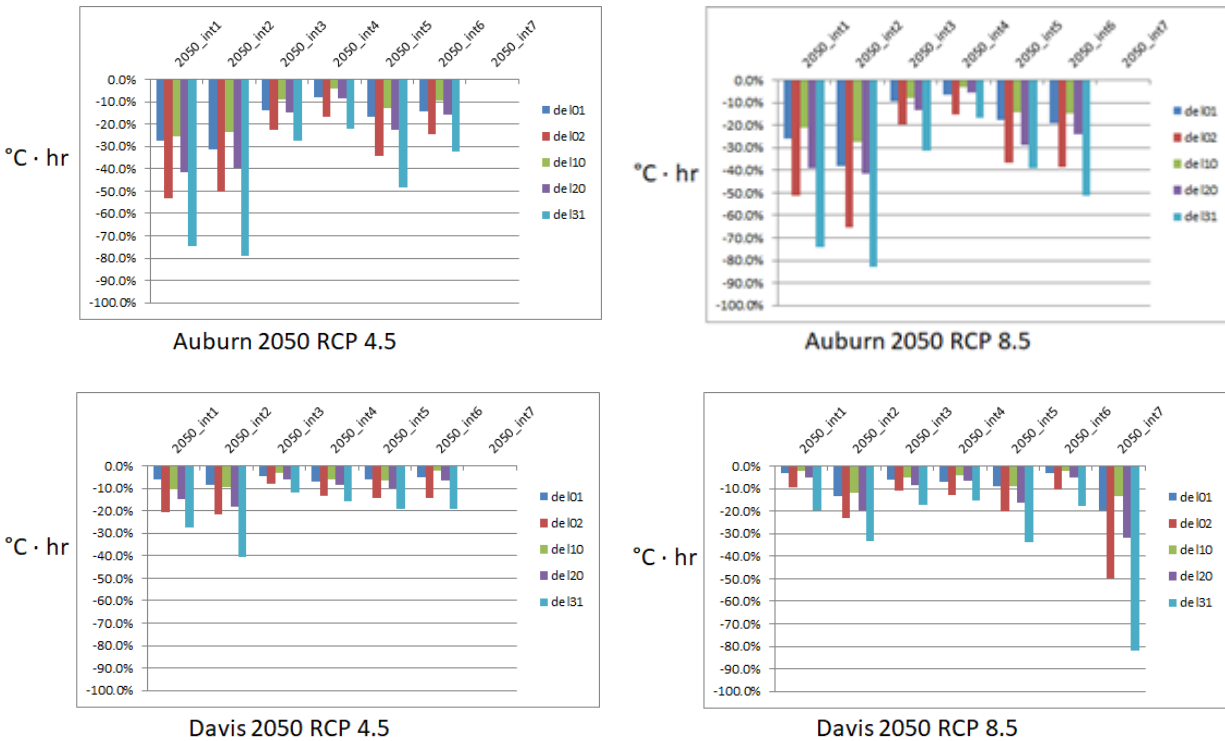 2050_int1
2050_int2
2050_int3
2050_int4
2050_int5
2050_int6
2050_int7
0.0%
-10.0%
-20.0%
-30.0%
-40.0%
-50.0%
-60.0%
-70.0%
-80.0%
-90.0%
-100.0%
°C · hr
del01
del02
del10
del20
del31
Auburn 2050 RCP 4.5
2050_int1
2050_int2
2050_int3
2050_int4
2050_int5
2050_int6
2050_int7
0.0%
-10.0%
-20.0%
-30.0%
-40.0%
-50.0%
-60.0%
-70.0%
-80.0%
-90.0%
-100.0%
°C · hr
del01
del02
del10
del20
del31
Auburn 2050 RCP 8.5
2050_int1
2050_int2
2050_int3
2050_int4
2050_int5
2050_int6
2050_int7
0.0%
-10.0%
-20.0%
-30.0%
-40.0%
-50.0%
-60.0%
-70.0%
-80.0%
-90.0%
-100.0%
°C · hr
del01
del02
del10
del20
del31
Davis 2050 RCP 4.5
2050_int1
2050_int2
2050_int3
2050_int4
2050_int5
2050_int6
2050_int7
0.0%
-10.0%
-20.0%
-30.0%
-40.0%
-50.0%
-60.0%
-70.0%
-80.0%
-90.0%
-100.0%
°C · hr
del01
del02
del10
del20
del31
Davis 2050 RCP 8.5